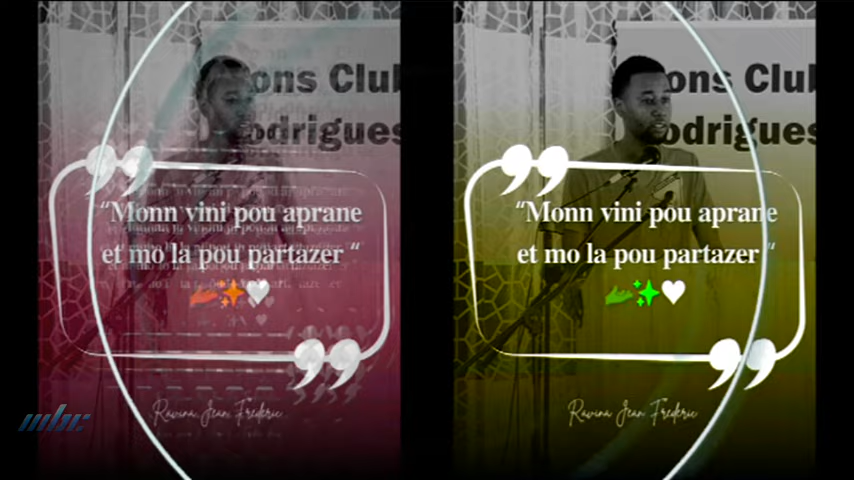 ons Club
odrigues
“Monn vini pou aprane
et mo la pou partazer “
Ravina Jean Frederic
ons Club
odrigues
“Monn vini pou aprane
et mo la pou partazer “
Ravina Jean Frederic
mbc